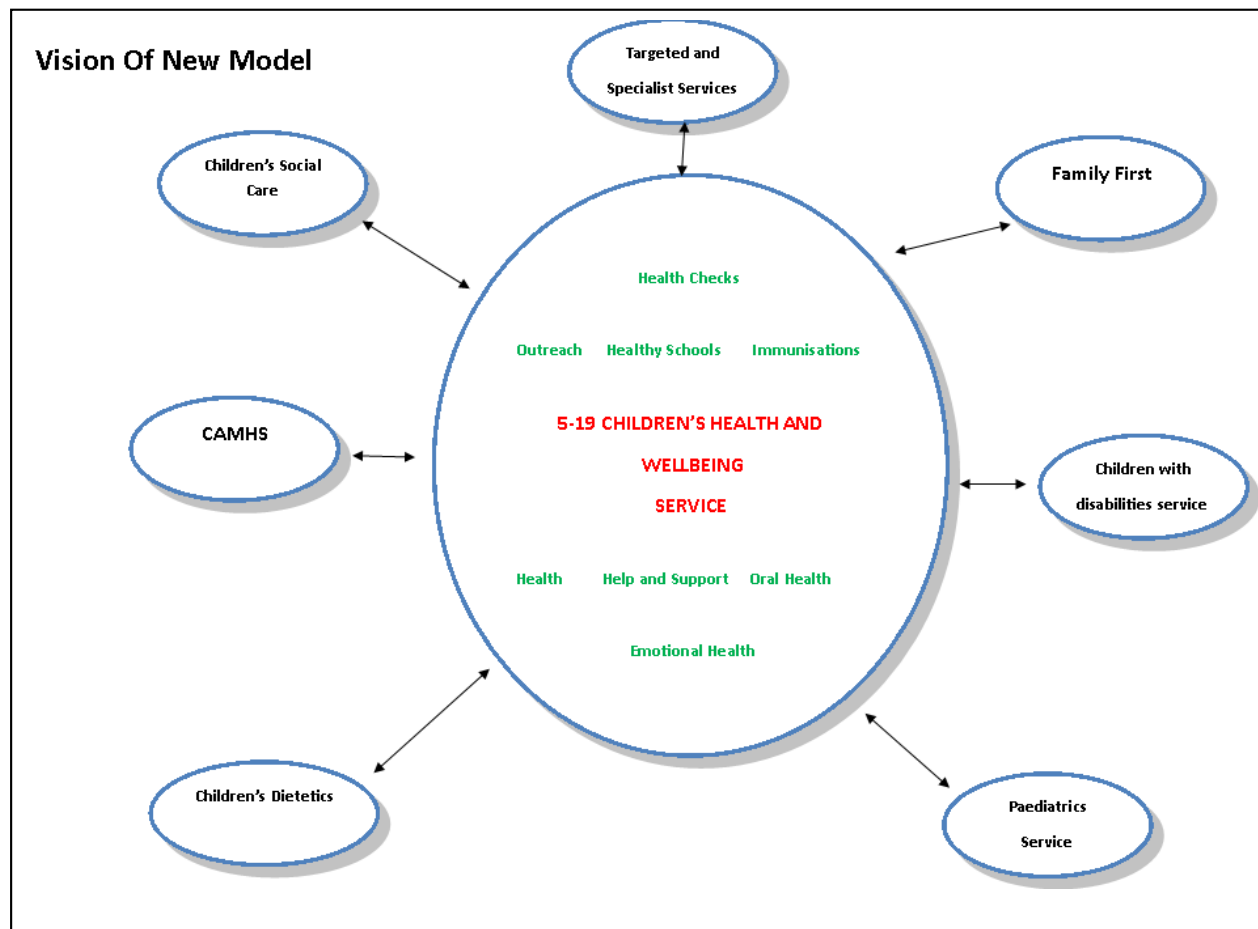 Vision Of New Model
Targeted and
Specialist Services
Children's Social
Care
Family First
Health Checks
Outreach Healthy Schools Immunisations
5-19 CHILDREN'S HEALTH AND
WELLBEING
SERVICE
CAMHS
Children with
disabilities service
Health Help and Support Oral Health
Emotional Health
Children's Dietetics
Paediatrics
Service